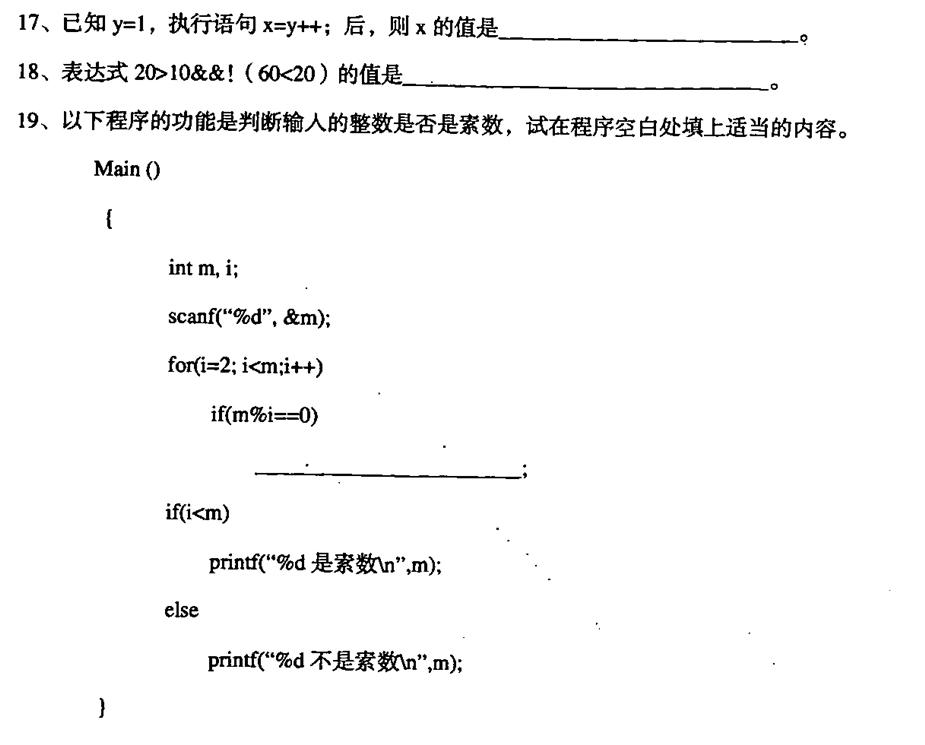 17、已知 y=1，执行语句 x=y++；后，则 x 的值是____________。
18、表达式 20>10&&!（60<20）的值是____________。
19、以下程序的功能是判断输人的整数是否是素数，试在程序空白处填上适当的内容。
Main ()
{
int m, i;
scanf(“%d”, &m);
for(i=2; i<m;i++)
if(m%i==0)
____________;
if(i<m)
printf(“%d 是素数\n”,m);
else
printf(“%d 不是素数\n”,m);
}